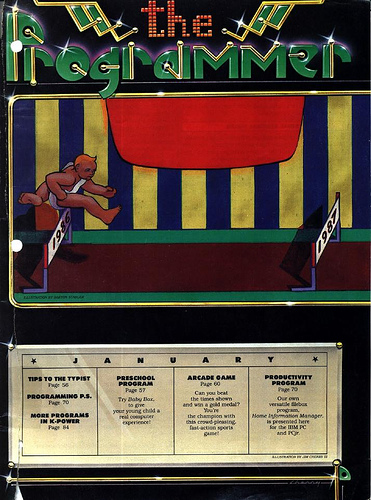 the
Programmer
1986
1987
★ JANUARY ★
TIPS TO THE TYPIST
Page 56
PROGRAMMING P.S.
Page 70
MORE PROGRAMS
IN K-POWER
Page 84
PRESCHOOL
PROGRAM
Page 57
Try Baby Box,
to give
your young child a
real computer
experience!
ARCADE GAME
Page 60
Can you beat
the times shown
and win a gold medal?
You're
the champion with
this crowd-pleasing,
fast-action sports
game!
PRODUCTIVITY
PROGRAM
Page 79
Our own
versatile filebox
program,
Home Information Manager,
is presented here
for the IBM PC
and PCjr.